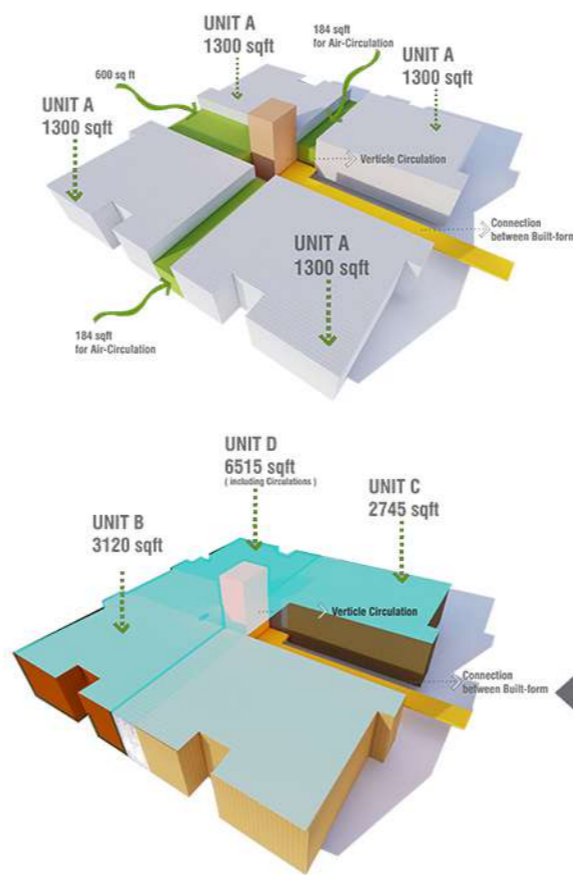 UNIT A
1300 sqft
184 sqft
for Air-Circulation
UNIT A
1300 sqft
600 sq ft
UNIT A
1300 sqft
Verticle Circulation
Connection
between Built-form
UNIT A
1300 sqft
184 sqft
for Air-Circulation
UNIT D
6515 sqft
( including Circulations )
UNIT C
2745 sqft
UNIT B
3120 sqft
Verticle Circulation
Connection
between Built-form